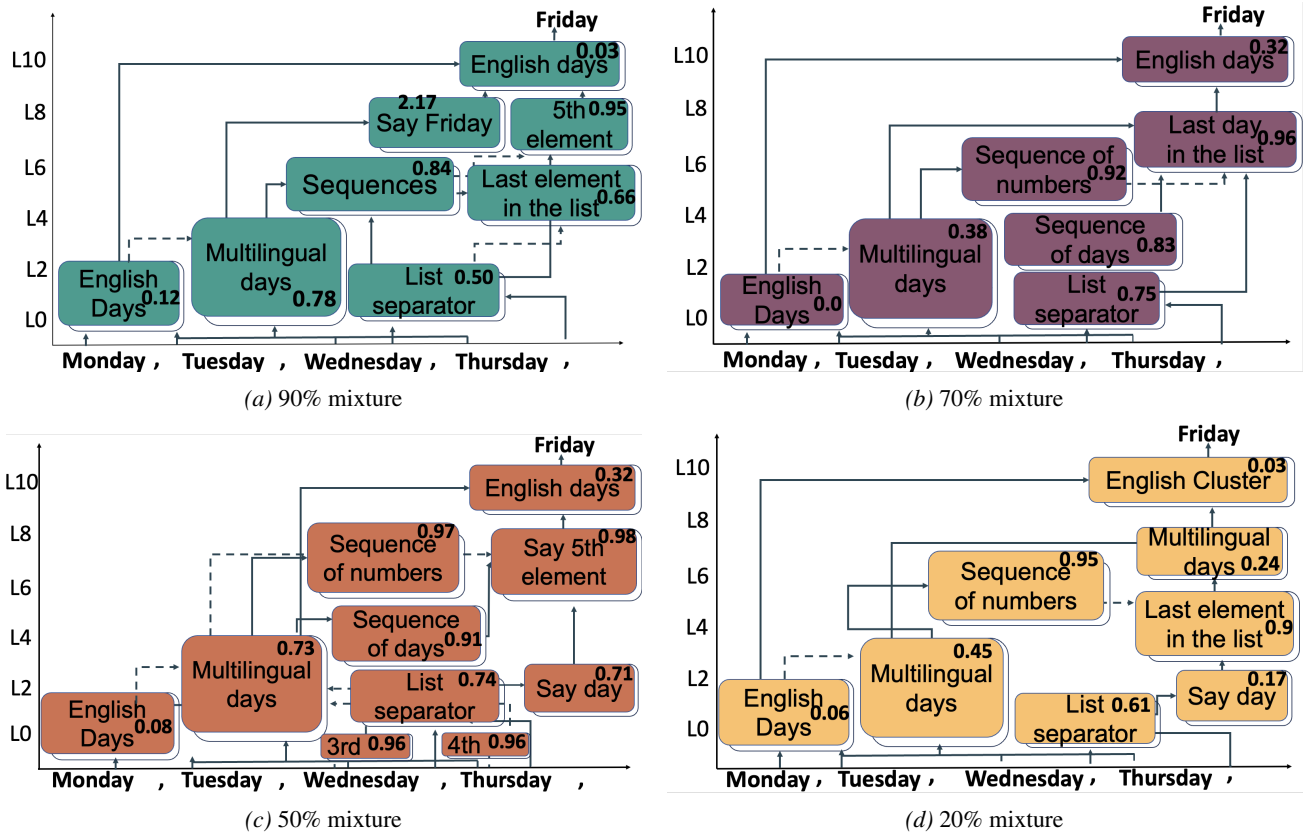 Friday
L10
English days
0.03
L8
2.17
Say Friday
5th
element
0.95
L6
Sequences
0.84
Last element
in the list
0.66
L4
Multilingual
days
0.78
L2
English
Days
0.12
List
separator
0.50
L0
Monday , Tuesday , Wednesday , Thursday ,
(a) 90% mixture
Friday
L10
English days
0.32
L8
Last day
in the list
0.96
L6
Sequence of
numbers
0.92
L4
Multilingual
days
0.38
Sequence
of days
0.83
L2
English
Days
0.0
List
separator
0.75
L0
Monday , Tuesday , Wednesday , Thursday ,
(b) 70% mixture
Friday
L10
English days
0.32
L8
Sequence
of numbers
0.97
Say 5th
element
0.98
L6
L4
Sequence
of days
0.91
Multilingual
days
0.73
L2
List
separator
0.74
Say day
0.71
English
Days
0.08
L0
3rd 0.96
4th 0.96
Monday , Tuesday , Wednesday , Thursday ,
(c) 50% mixture
Friday
L10
English Cluster
0.03
L8
Multilingual
days
0.24
L6
Sequence
of numbers
0.95
Last element
in the list
0.9
L4
Multilingual
days
0.45
L2
Say day
0.17
English
Days
0.06
List
separator
0.61
L0
Monday , Tuesday , Wednesday , Thursday ,
(d) 20% mixture